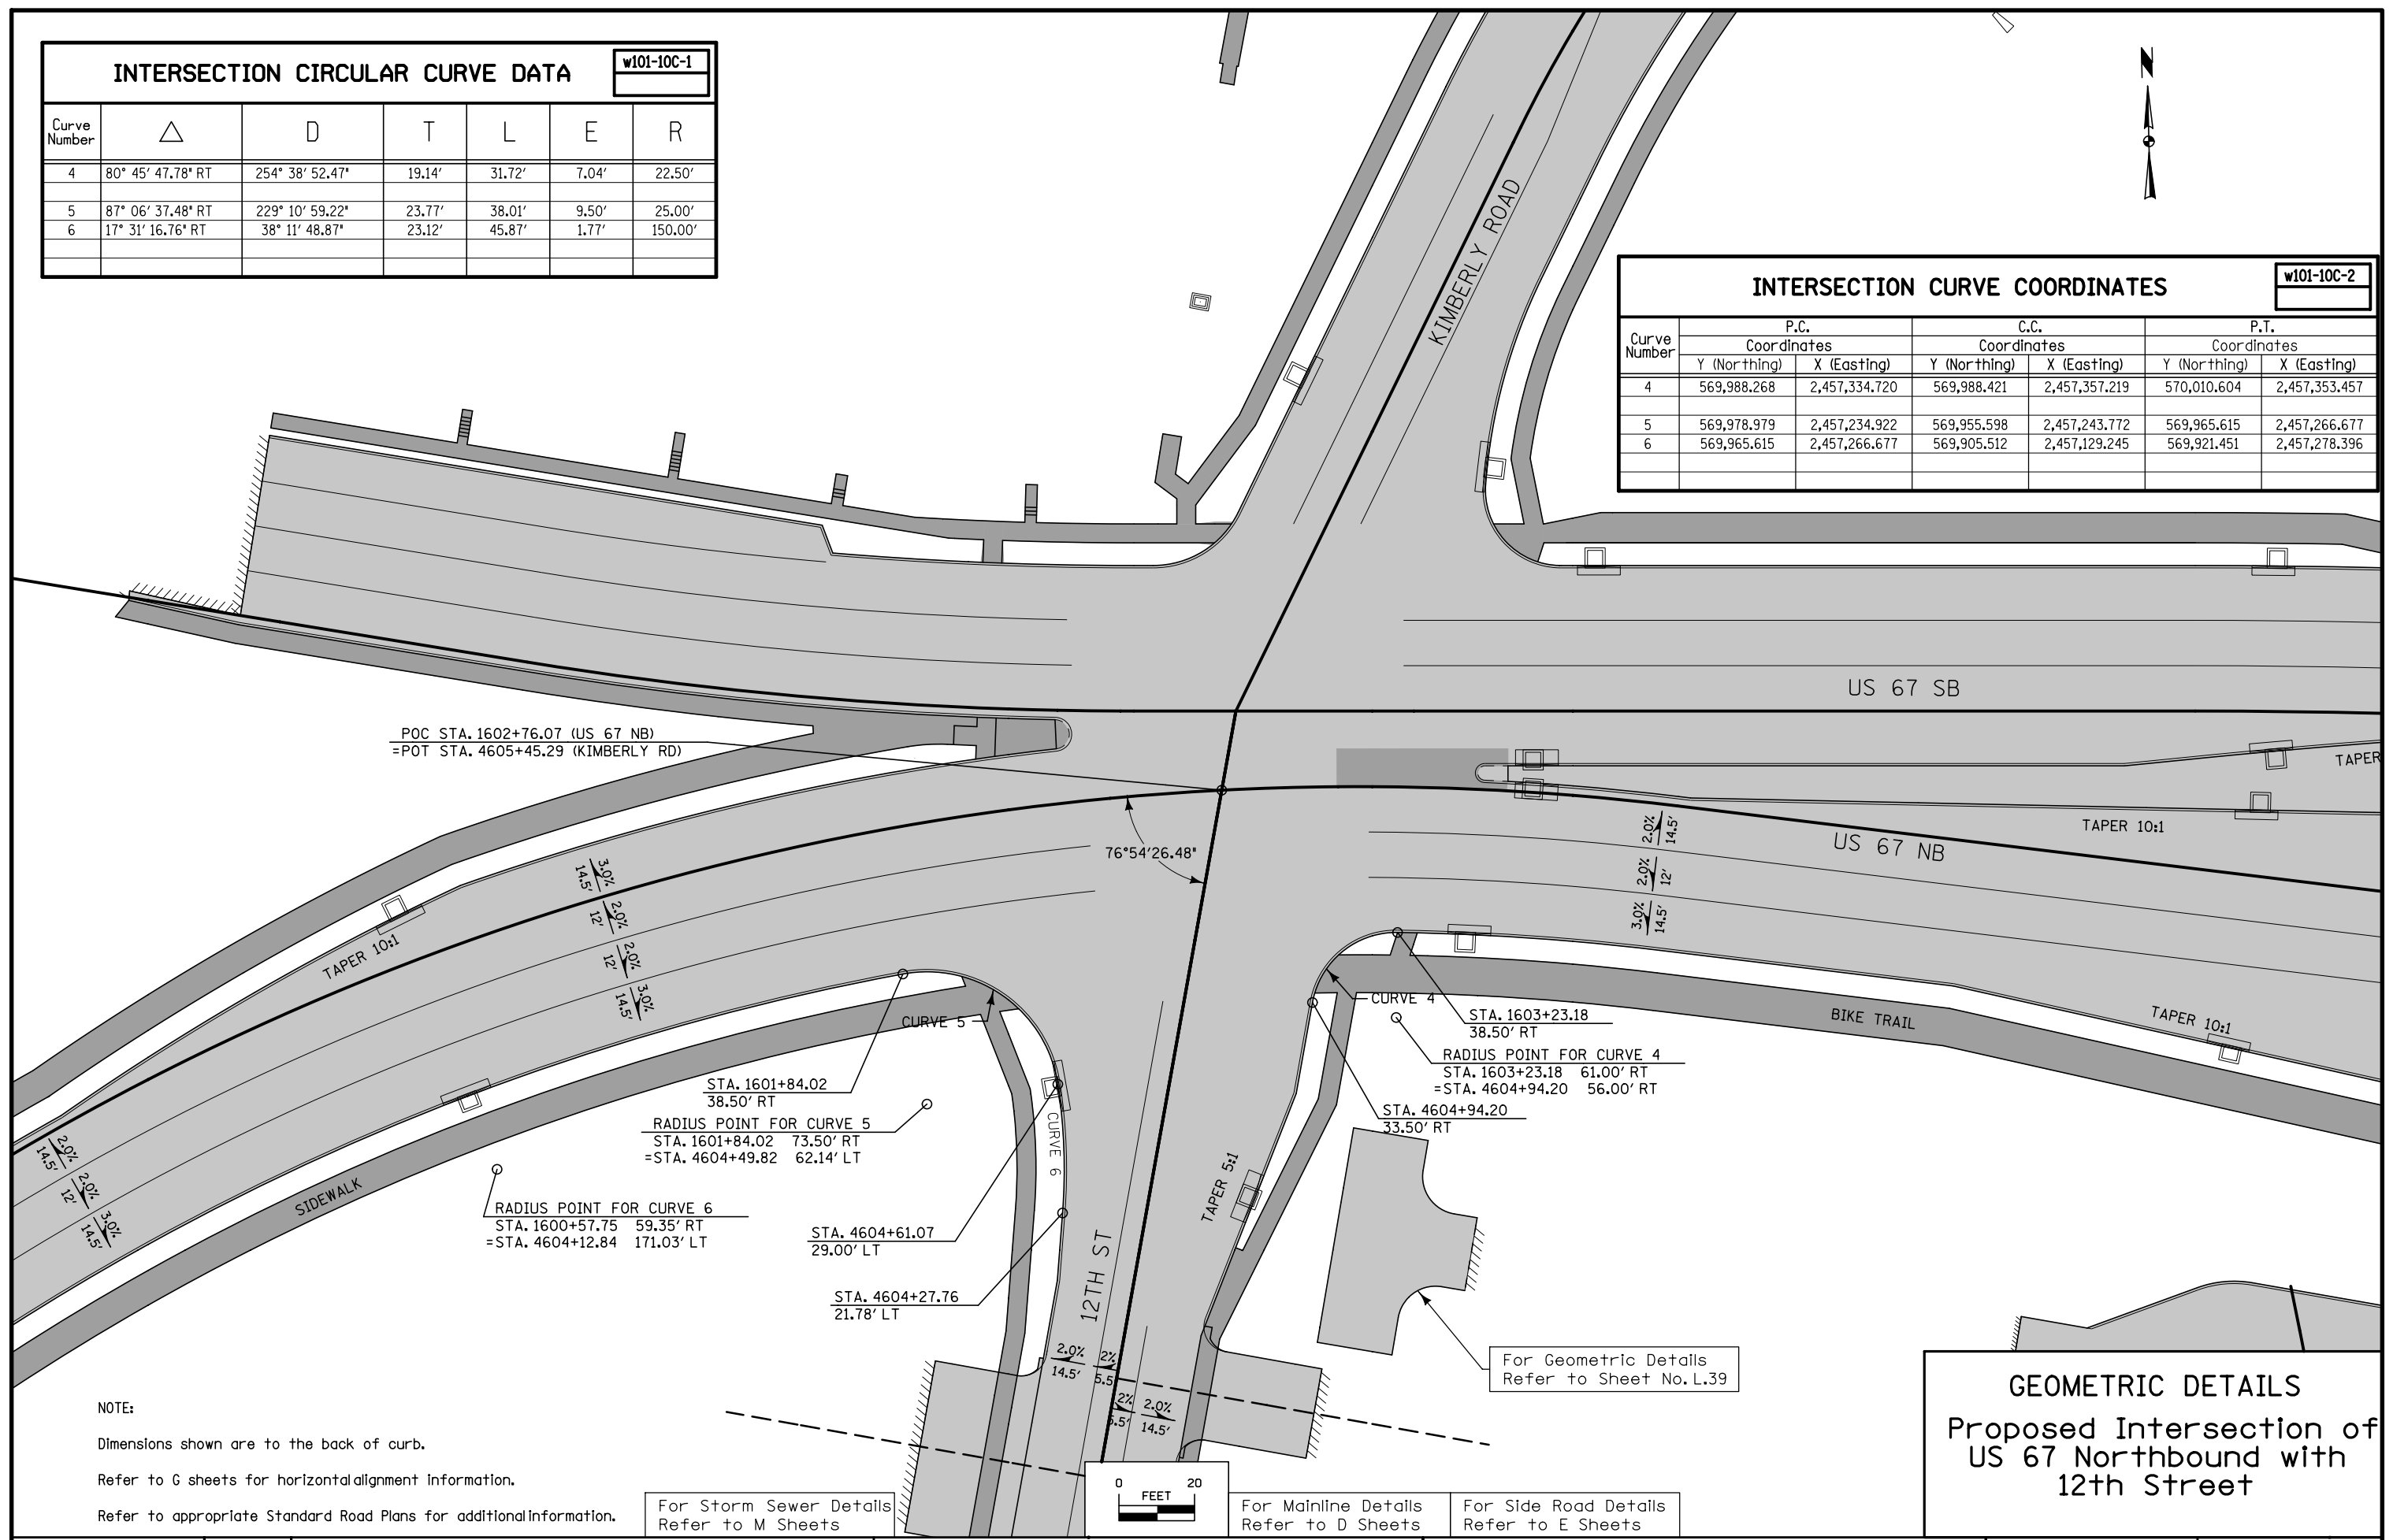 INTERSECTION CIRCULAR CURVE DATA
w101-10C-1
Curve Number △ D T L E R
4 80° 45' 47.78" RT 254° 38' 52.47" 19.14' 31.72' 7.04' 22.50'
5 87° 06' 37.48" RT 229° 10' 59.22" 23.77' 38.01' 9.50' 25.00'
6 17° 31' 16.76" RT 38° 11' 48.87" 23.12' 45.87' 1.77' 150.00'
N
KIMBERLY ROAD
INTERSECTION CURVE COORDINATES
w101-10C-2
Curve Number
P.C. C.C. P.T.
Coordinates Coordinates Coordinates
Y (Northing) X (Easting) Y (Northing) X (Easting) Y (Northing) X (Easting)
4 569,988.268 2,457,334.720 569,988.421 2,457,357.219 570,010.604 2,457,353.457
5 569,978.979 2,457,234.922 569,955.598 2,457,243.772 569,965.615 2,457,266.677
6 569,965.615 2,457,266.677 569,905.512 2,457,129.245 569,921.451 2,457,278.396
US 67 SB
POC STA. 1602+76.07 (US 67 NB)
=POT STA. 4605+45.29 (KIMBERLY RD)
TAPER
TAPER 10:1
US 67 NB
76°54'26.48"
2.0%
14.5'
2.0%
12'
3.0%
14.5'
3.0%
14.5'
2.0%
12'
2.0%
12'
3.0%
14.5'
TAPER 10:1
CURVE 5
CURVE 4
STA. 1603+23.18
38.50' RT
BIKE TRAIL
TAPER 10:1
RADIUS POINT FOR CURVE 4
STA. 1603+23.18 61.00' RT
=STA. 4604+94.20 56.00' RT
STA. 4604+94.20
33.50' RT
STA. 1601+84.02
38.50' RT
RADIUS POINT FOR CURVE 5
STA. 1601+84.02 73.50' RT
=STA. 4604+49.82 62.14' LT
CURVE 6
2.0%
14.5'
2.0%
12'
3.0%
14.5'
SIDEWALK
RADIUS POINT FOR CURVE 6
STA. 1600+57.75 59.35' RT
=STA. 4604+12.84 171.03' LT
STA. 4604+61.07
29.00' LT
STA. 4604+27.76
21.78' LT
12TH ST
TAPER 5:1
2.0%
14.5'
2%
5.5'
2%
5.5'
2.0%
14.5'
For Geometric Details
Refer to Sheet No. L.39
NOTE:
Dimensions shown are to the back of curb.
Refer to G sheets for horizontal alignment information.
Refer to appropriate Standard Road Plans for additional information.
For Storm Sewer Details
Refer to M Sheets
0 20
FEET
For Mainline Details
Refer to D Sheets
For Side Road Details
Refer to E Sheets
GEOMETRIC DETAILS
Proposed Intersection of
US 67 Northbound with
12th Street